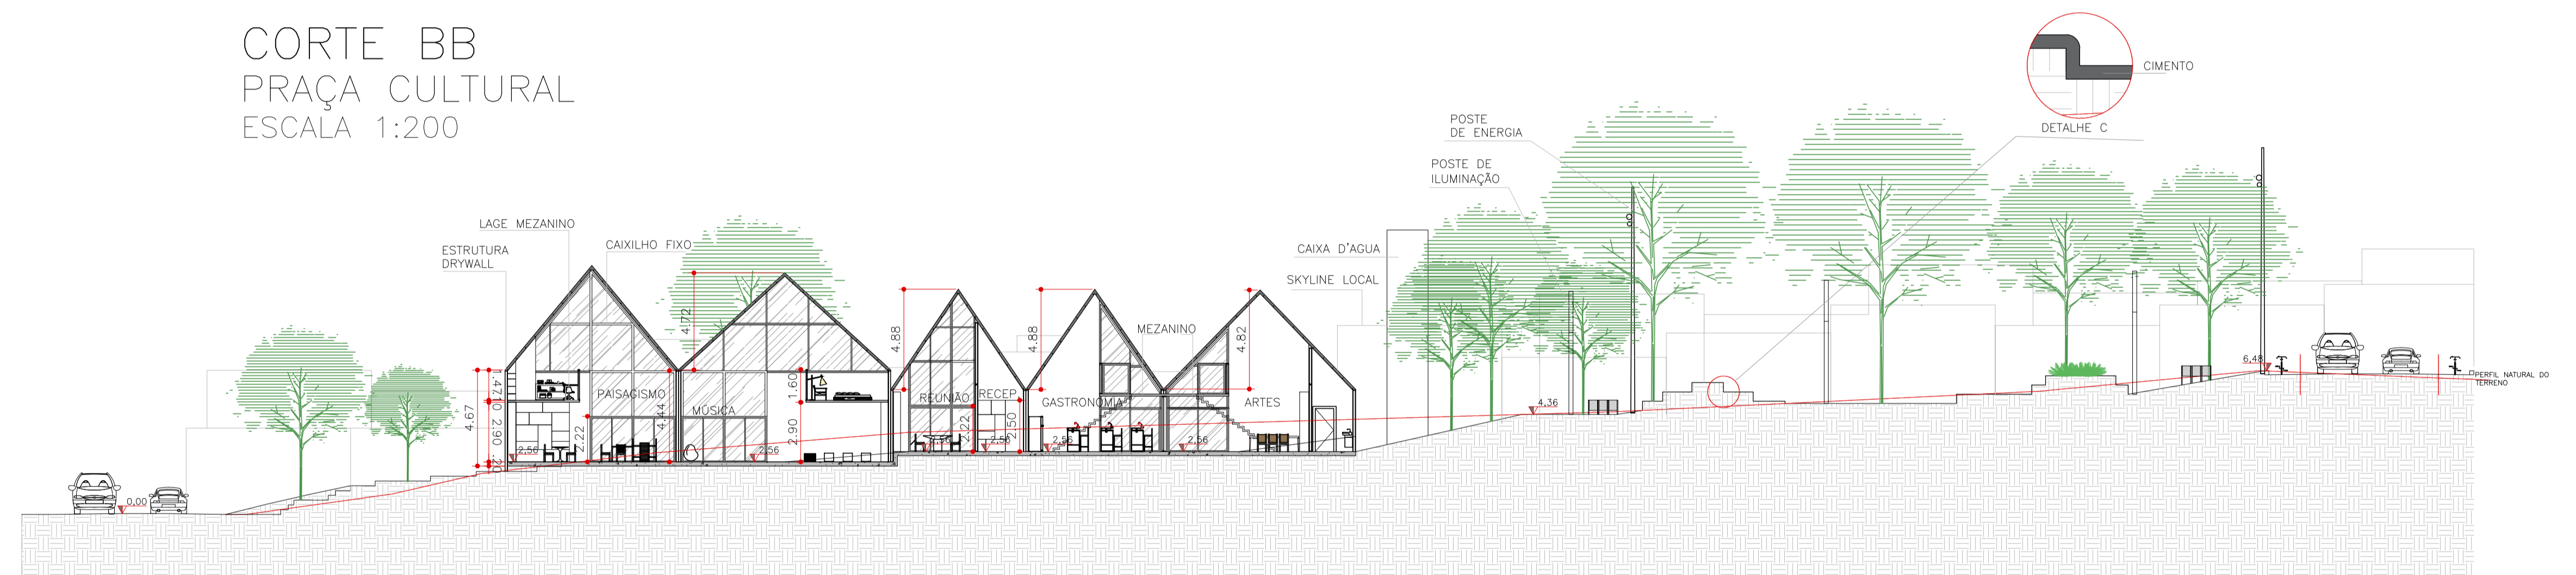 CORTE BB
PRAÇA CULTURAL
ESCALA 1:200
CIMENTO
DETALHE C
POSTE
DE ENERGIA
POSTE DE
ILUMINAÇÃO
LAGE MEZANINO
ESTRUTURA
DRYWALL
CAIXILHO FIXO
CAIXA D'AGUA
SKYLINE LOCAL
MEZANINO
4.72
4.88
4.88
4.82
6,48
PERFIL NATURAL DO
TERRENO
1.47
.10
2.90
.20
4.67
2.22
4.44
1.60
2.90
PAISAGISMO
MÚSICA
REUNIÃO
RECEP
GASTRONOMIA
ARTES
2.22
2.50
4,36
2,56
2,56
2,56
2,56
2,56
2,56
0,00